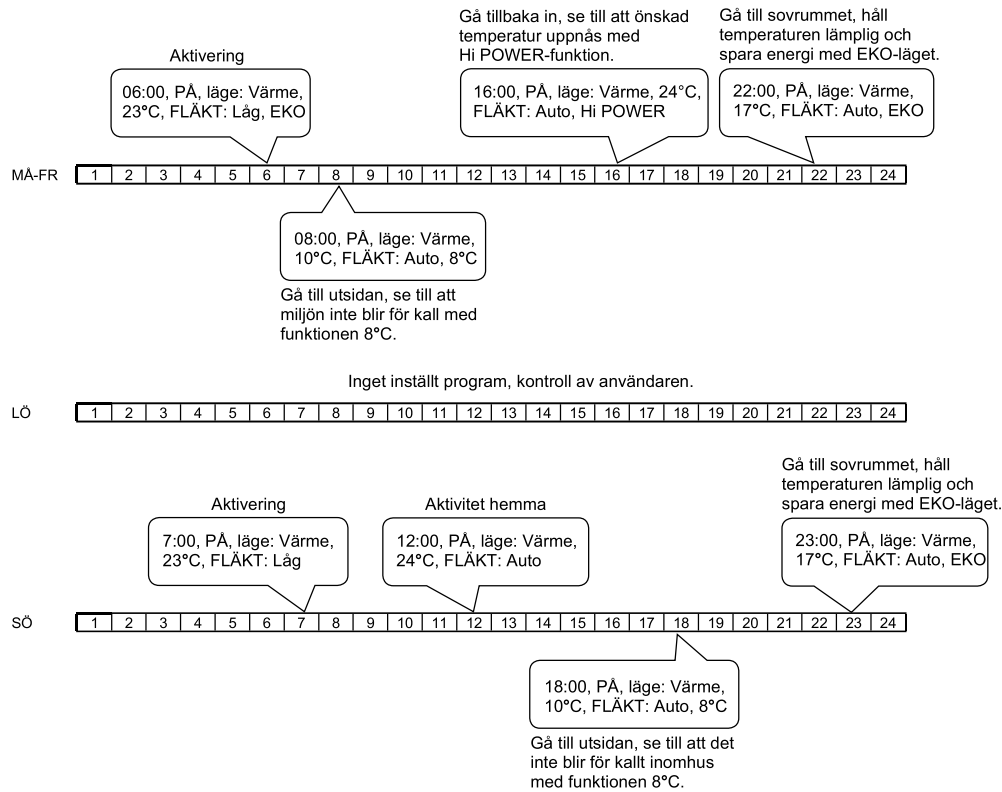 Aktivering
06:00, PÅ, läge: Värme,
23°C, FLÄKT: Låg, EKO
Gå tillbaka in, se till att önskad
temperatur uppnås med
Hi POWER-funktion.
16:00, PÅ, läge: Värme, 24°C,
FLÄKT: Auto, Hi POWER
Gå till sovrummet, håll
temperaturen lämplig och
spara energi med EKO-läget.
22:00, PÅ, läge: Värme,
17°C, FLÄKT: Auto, EKO
MÅ-FR 1 2 3 4 5 6 7 8 9 10 11 12 13 14 15 16 17 18 19 20 21 22 23 24
08:00, PÅ, läge: Värme,
10°C, FLÄKT: Auto, 8°C
Gå till utsidan, se till att
miljön inte blir för kall med
funktionen 8°C.
Inget inställt program, kontroll av användaren.
LÖ 1 2 3 4 5 6 7 8 9 10 11 12 13 14 15 16 17 18 19 20 21 22 23 24
Aktivering
7:00, PÅ, läge: Värme,
23°C, FLÄKT: Låg
Aktivitet hemma
12:00, PÅ, läge: Värme,
24°C, FLÄKT: Auto
Gå till sovrummet, håll
temperaturen lämplig och
spara energi med EKO-läget.
23:00, PÅ, läge: Värme,
17°C, FLÄKT: Auto, EKO
SÖ 1 2 3 4 5 6 7 8 9 10 11 12 13 14 15 16 17 18 19 20 21 22 23 24
18:00, PÅ, läge: Värme,
10°C, FLÄKT: Auto, 8°C
Gå till utsidan, se till att det
inte blir för kallt inomhus
med funktionen 8°C.